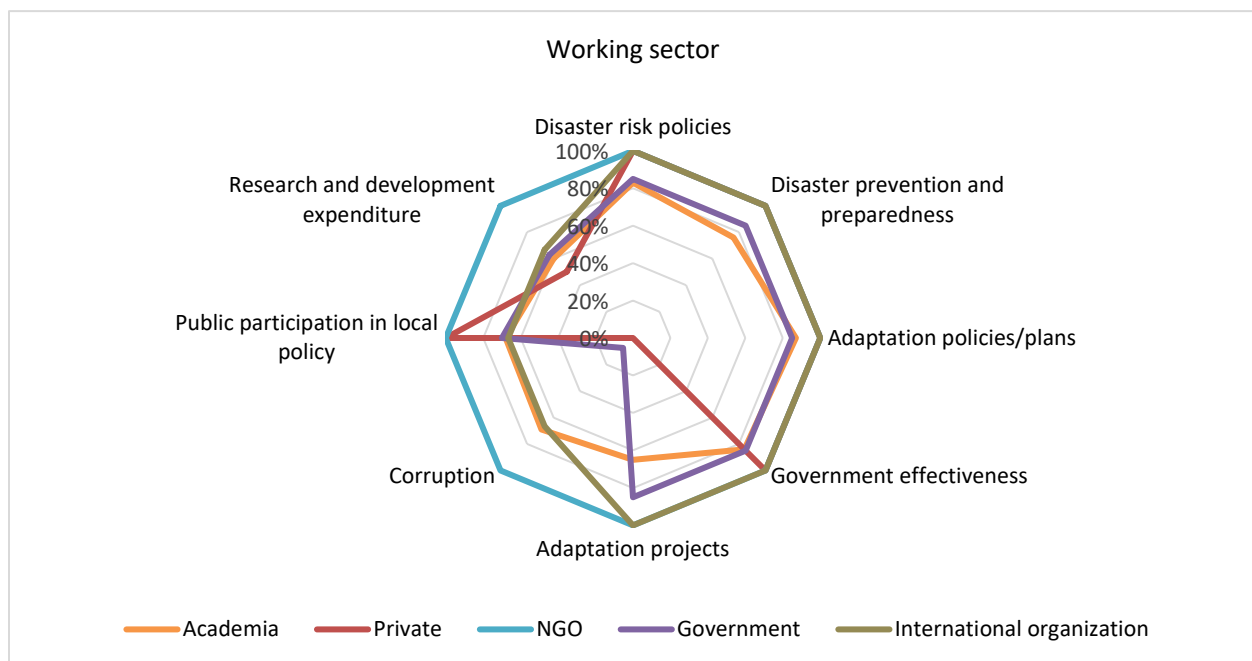 Working sector
Disaster risk policies
100%
80%
60%
40%
20%
0%
Disaster prevention and
preparedness
Adaptation policies/plans
Government effectiveness
Adaptation projects
Corruption
Public participation in local
policy
Research and development
expenditure
Academia
Private
NGO
Government
International organization